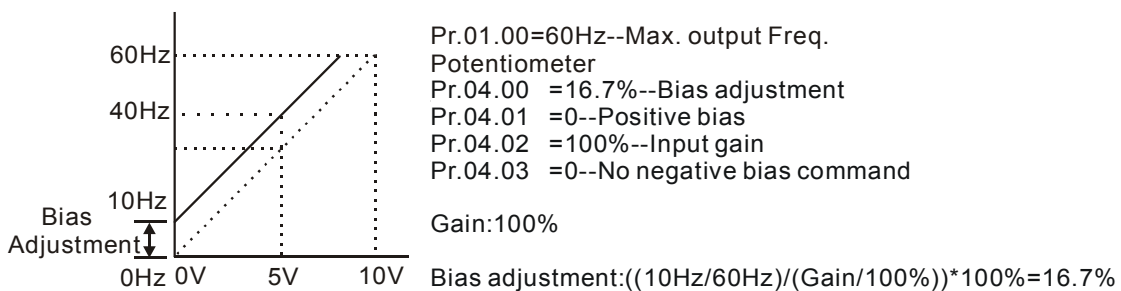 60Hz
40Hz
10Hz
Bias
Adjustment
0Hz 0V 5V 10V
Pr.01.00=60Hz--Max. output Freq.
Potentiometer
Pr.04.00 =16.7%--Bias adjustment
Pr.04.01 =0--Positive bias
Pr.04.02 =100%--Input gain
Pr.04.03 =0--No negative bias command
Gain:100%
Bias adjustment:((10Hz/60Hz)/(Gain/100%))*100%=16.7%